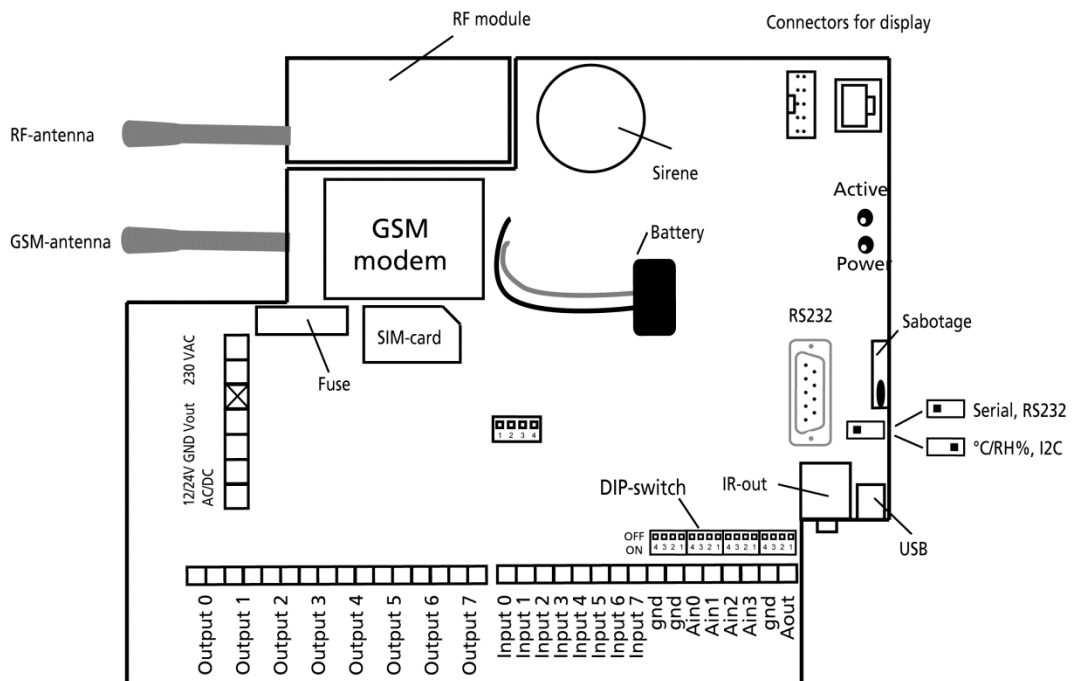 RF module
Connectors for display
RF-antenna
Sirene
Active
GSM-antenna
GSM
modem
Battery
Power
RS232
Sabotage
SIM-card
Fuse
230 VAC
12/24V GND Vout
AC/DC
Serial, RS232
°C/RH%, I2C
1 2 3 4
DIP-switch
IR-out
USB
OFF
ON
4 3 2 1 4 3 2 1 4 3 2 1 4 3 2 1
Output 0
Output 1
Output 2
Output 3
Output 4
Output 5
Output 6
Output 7
Input 0
Input 1
Input 2
Input 3
Input 4
Input 5
Input 6
Input 7
gnd
gnd
Ain0
Ain1
Ain2
Ain3
gnd
Aout